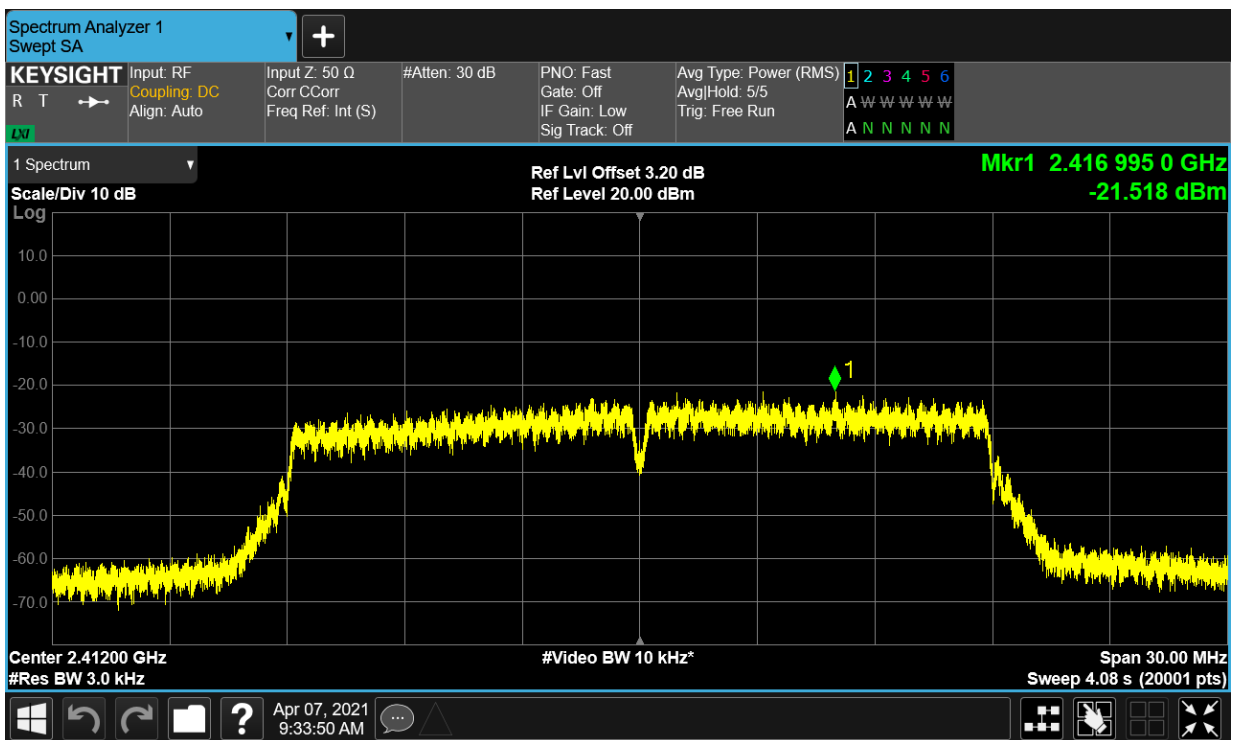 Spectrum Analyzer 1
Swept SA
+
KEYSIGHT
R T
LXI
Input: RF
Coupling: DC
Align: Auto
Input Z: 50 Ω
Corr CCorr
Freq Ref: Int (S)
#Atten: 30 dB
PNO: Fast
Gate: Off
IF Gain: Low
Sig Track: Off
Avg Type: Power (RMS)
Avg|Hold: 5/5
Trig: Free Run
1 2 3 4 5 6
A W W W W W
A N N N N N
1 Spectrum
Scale/Div 10 dB
Log
Ref Lvl Offset 3.20 dB
Ref Level 20.00 dBm
Mkr1 2.416 995 0 GHz
-21.518 dBm
10.0
0.00
-10.0
-20.0
-30.0
-40.0
-50.0
-60.0
-70.0
1
Center 2.41200 GHz
#Res BW 3.0 kHz
#Video BW 10 kHz*
Span 30.00 MHz
Sweep 4.08 s (20001 pts)
?
Apr 07, 2021
9:33:50 AM